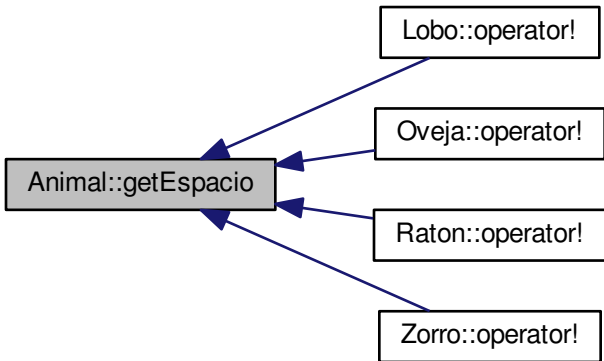 Lobo::operator!
Oveja::operator!
Animal::getEspacio
Raton::operator!
Zorro::operator!